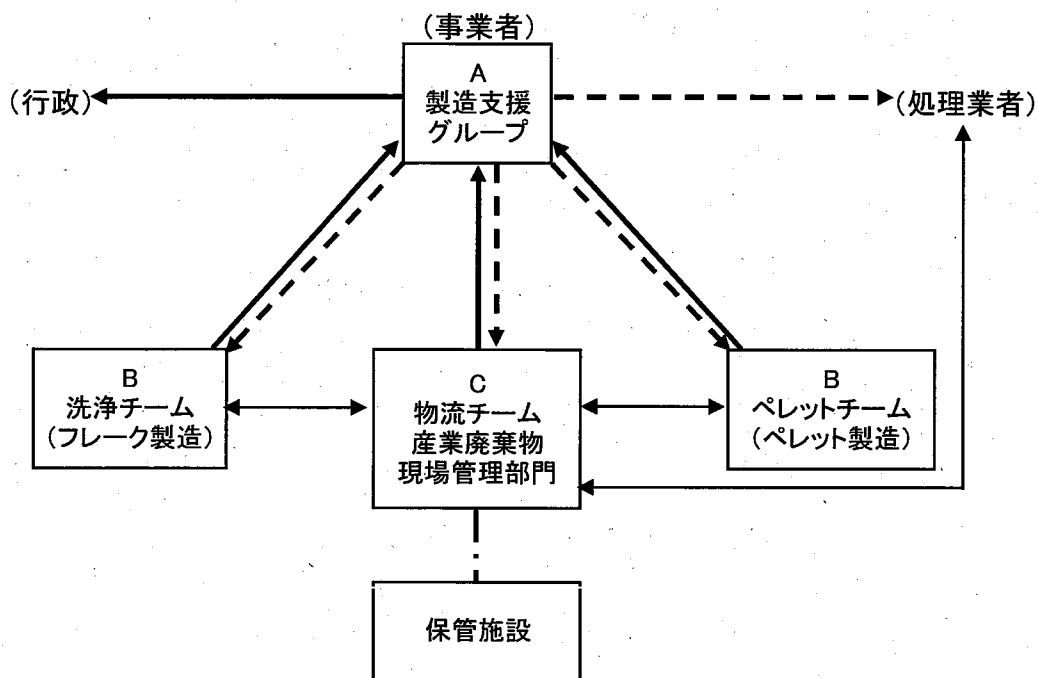 (事業者)
A
製造支援
グループ
(行政)
(処理業者)
B
洗浄チーム
(フレーク製造)
C
物流チーム
産業廃棄物
現場管理部門
B
ペレットチーム
(ペレット製造)
保管施設